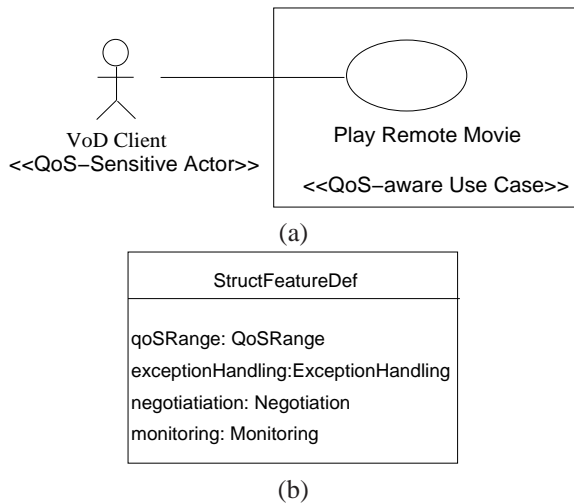 VoD Client
<<QoS-Sensitive Actor>>
Play Remote Movie
<<QoS-aware Use Case>>
(a)
StructFeatureDef
qoSRange: QoSRange
exceptionHandling:ExceptionHandling
negotiatiation: Negotiation
monitoring: Monitoring
(b)